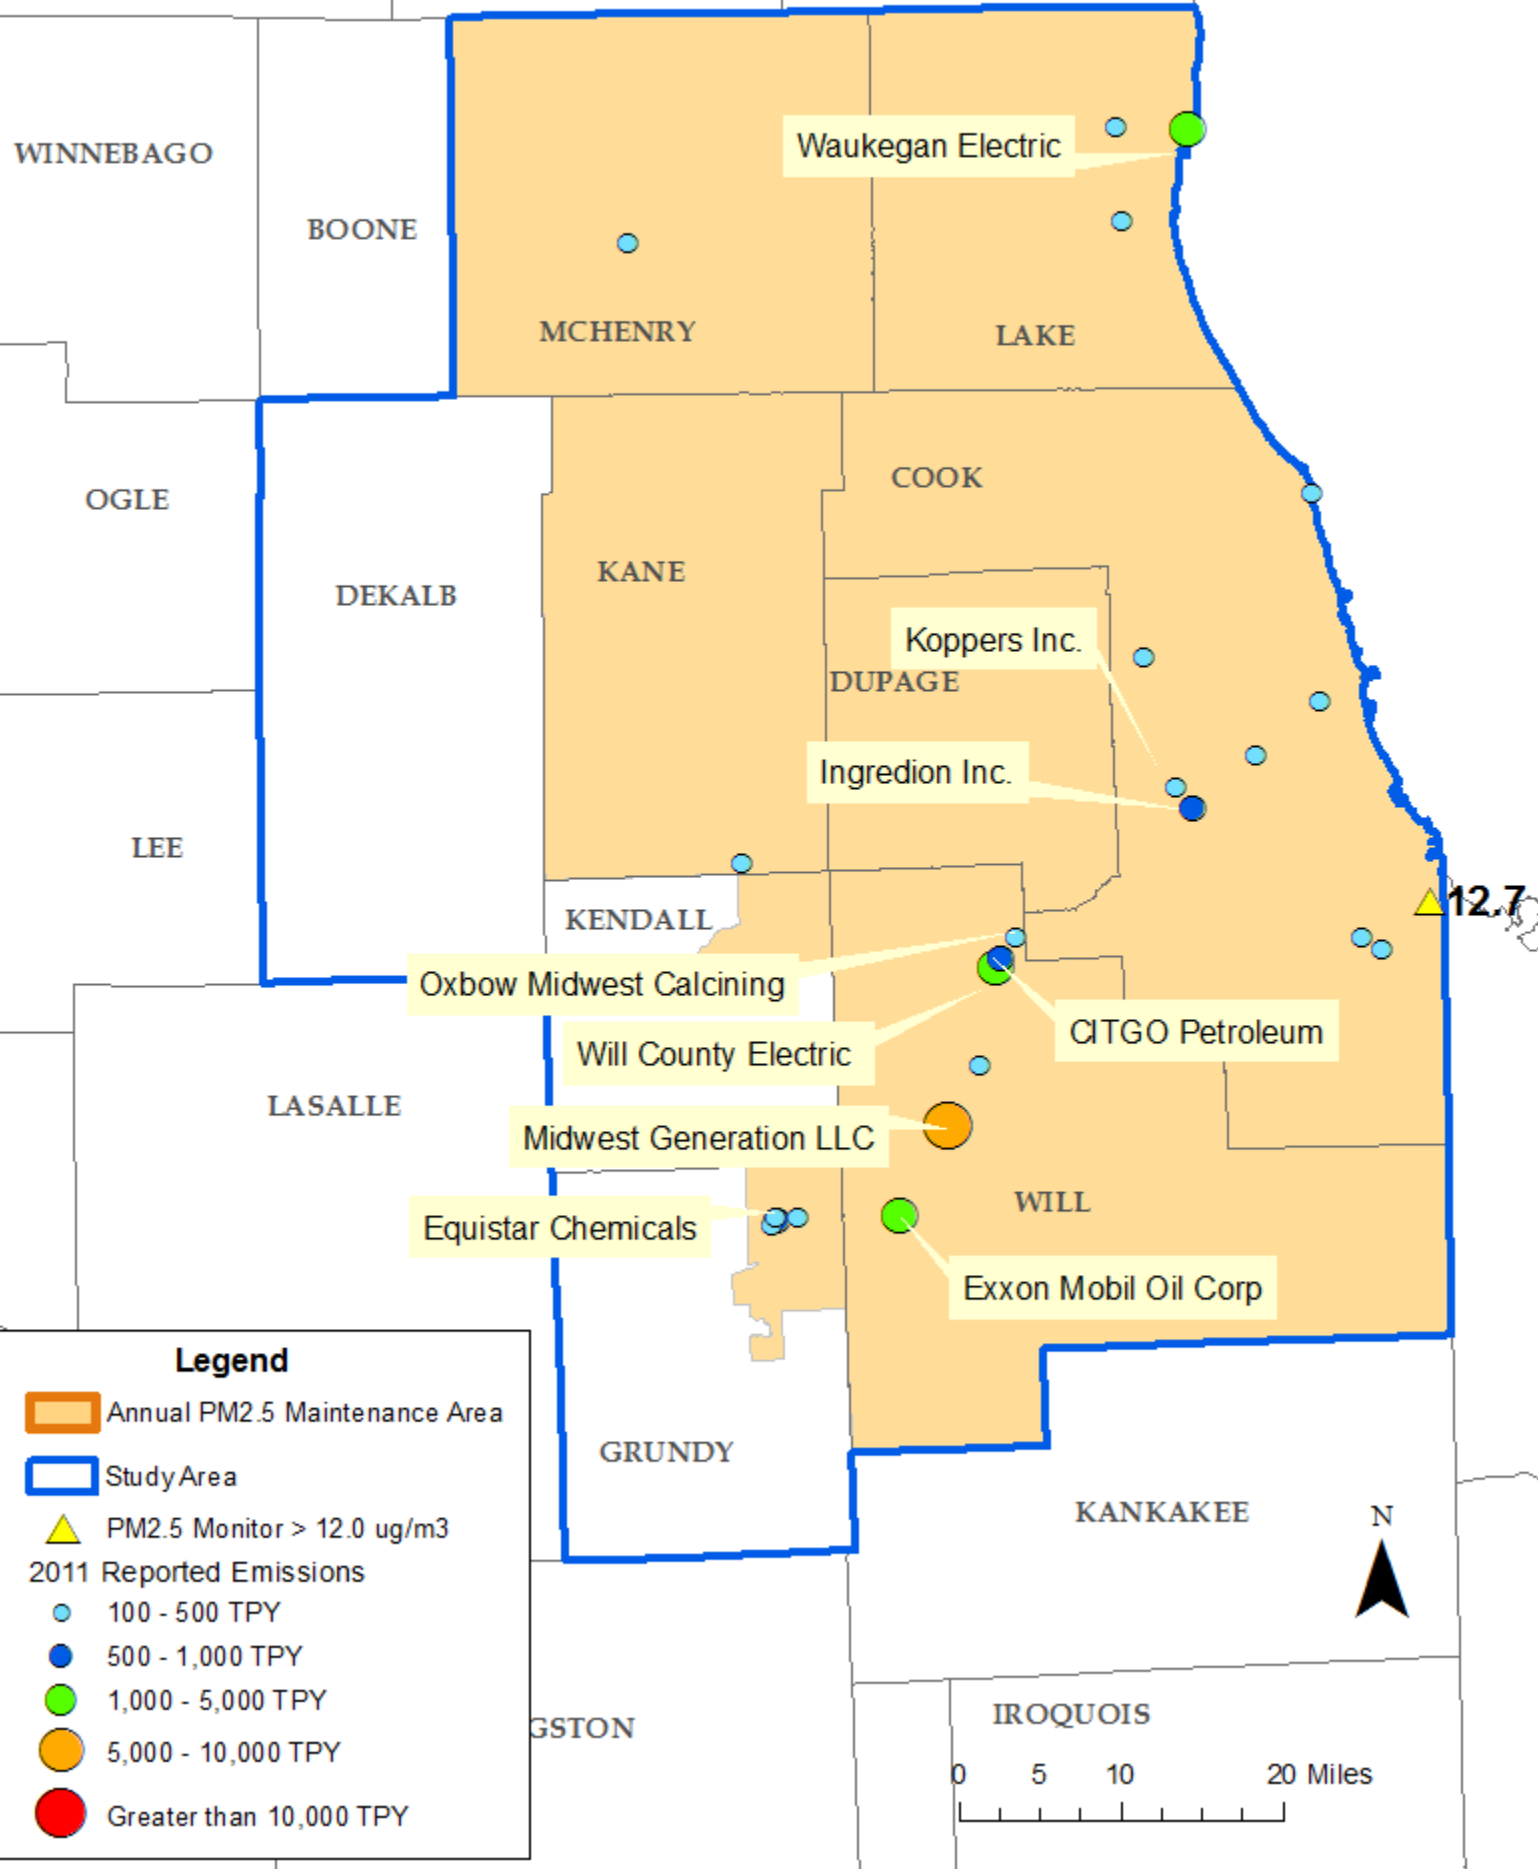 WINNEBAGO
Waukegan Electric
BOONE
MCHENRY
LAKE
COOK
OGLE
KANE
DEKALB
Koppers Inc.
DUPAGE
Ingredion Inc.
LEE
12.7
KENDALL
Oxbow Midwest Calcining
CITGO Petroleum
Will County Electric
LASALLE
Midwest Generation LLC
WILL
Equistar Chemicals
Exxon Mobil Oil Corp
GRUNDY
KANKAKEE
N
GSTON
IROQUOIS
0 5 10 20 Miles
Legend
Annual PM2.5 Maintenance Area
Study Area
PM2.5 Monitor > 12.0 ug/m3
2011 Reported Emissions
100 - 500 TPY
500 - 1,000 TPY
1,000 - 5,000 TPY
5,000 - 10,000 TPY
Greater than 10,000 TPY